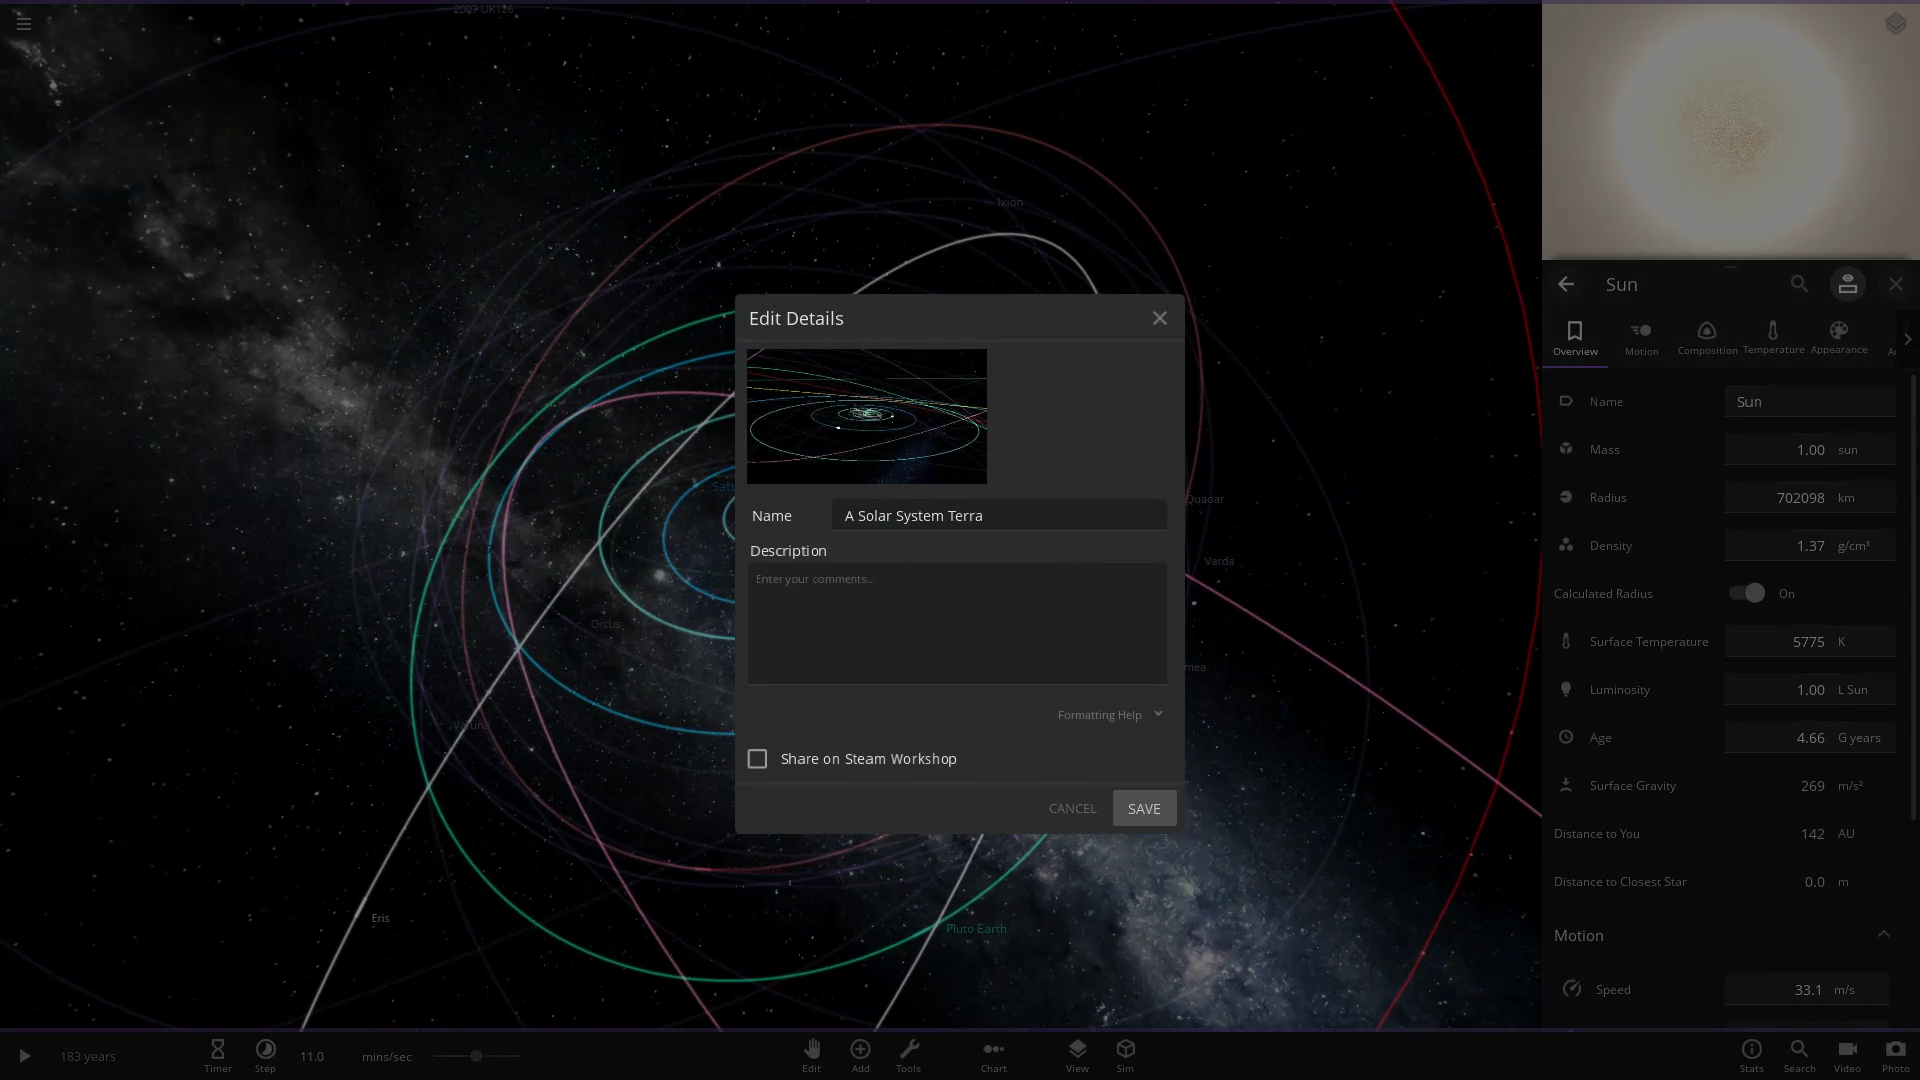 2007 UK126
Ixion
Quaoar
Varda
mea
Satu
Orcus
Varuna
Eris
Pluto Earth
Edit Details
Name
A Solar System Terra
Description
Enter your comments...
Formatting Help
Share on Steam Workshop
CANCEL
SAVE
Sun
Overview
Motion
Composition
Temperature
Appearance
Name Sun
Mass 1.00 sun
Radius 702098 km
Density 1.37 g/cm³
Calculated Radius On
Surface Temperature 5775 K
Luminosity 1.00 L Sun
Age 4.66 G years
Surface Gravity 269 m/s²
Distance to You 142 AU
Distance to Closest Star 0.0 m
Motion
Speed 33.1 m/s
183 years
Timer
Step
11.0 mins/sec
Edit
Add
Tools
Chart
View
Sim
Stats
Search
Video
Photo